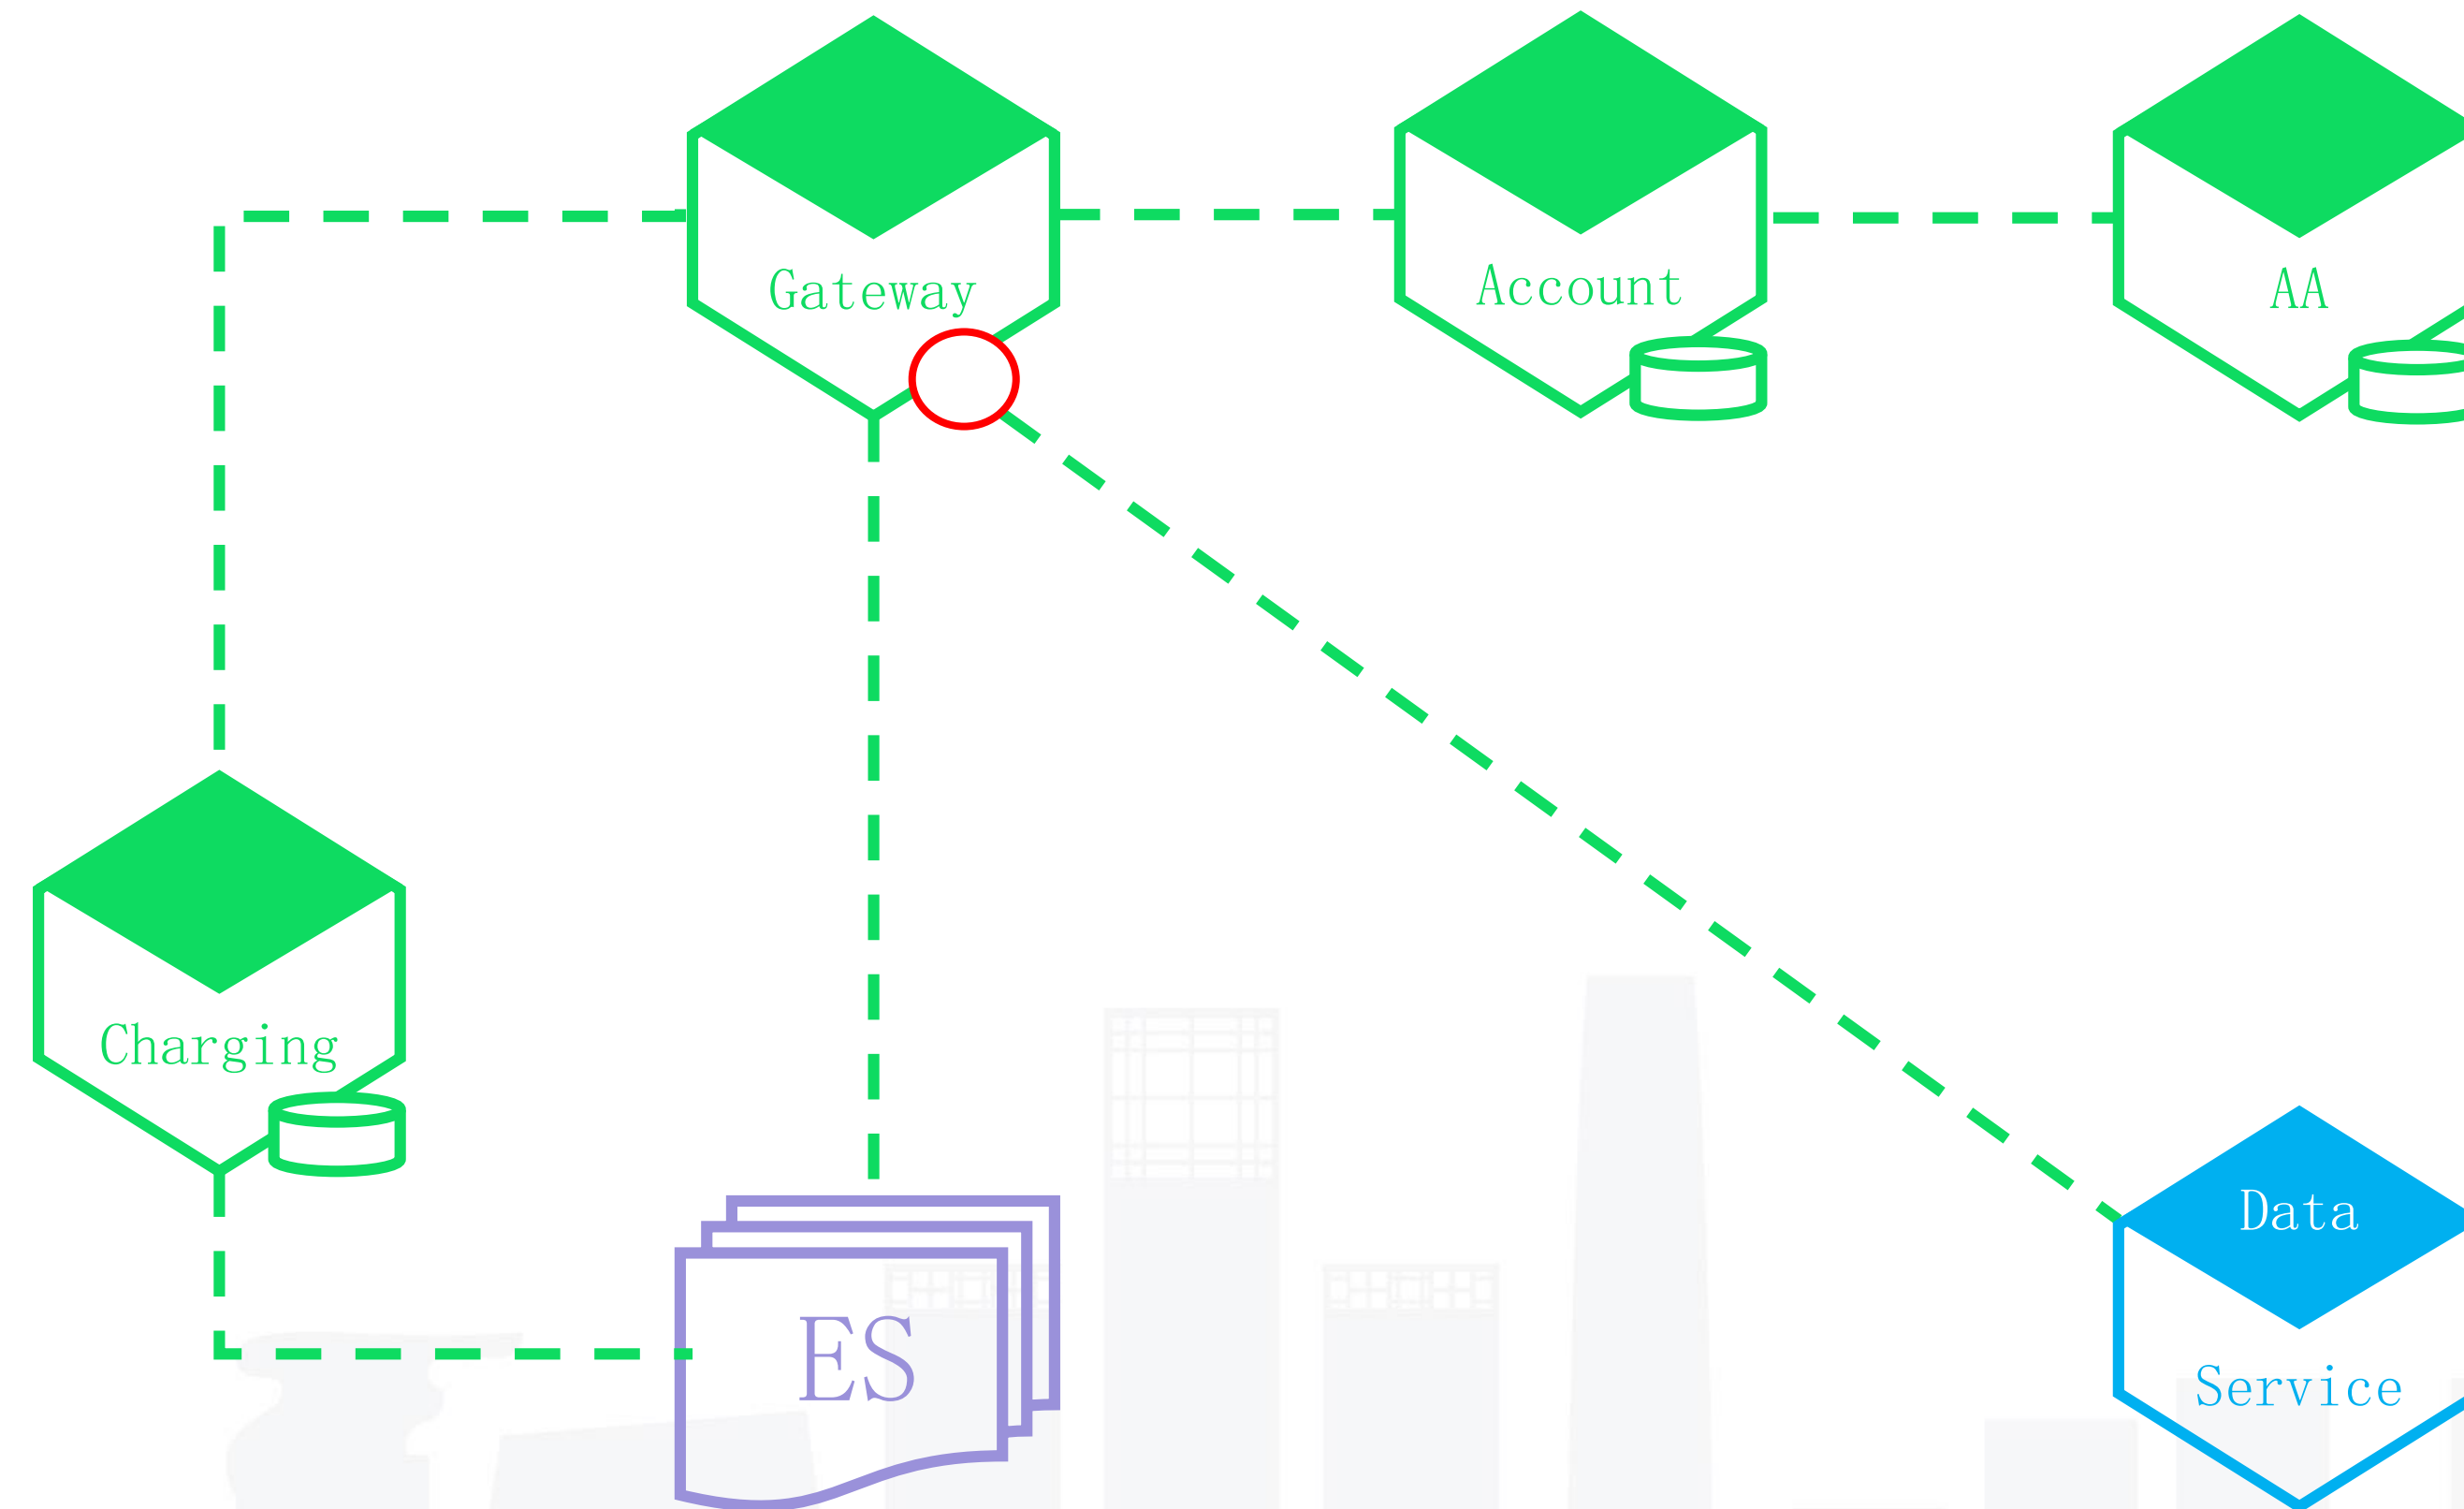 Gateway
Account
AA
Charging
Data
Service
ES